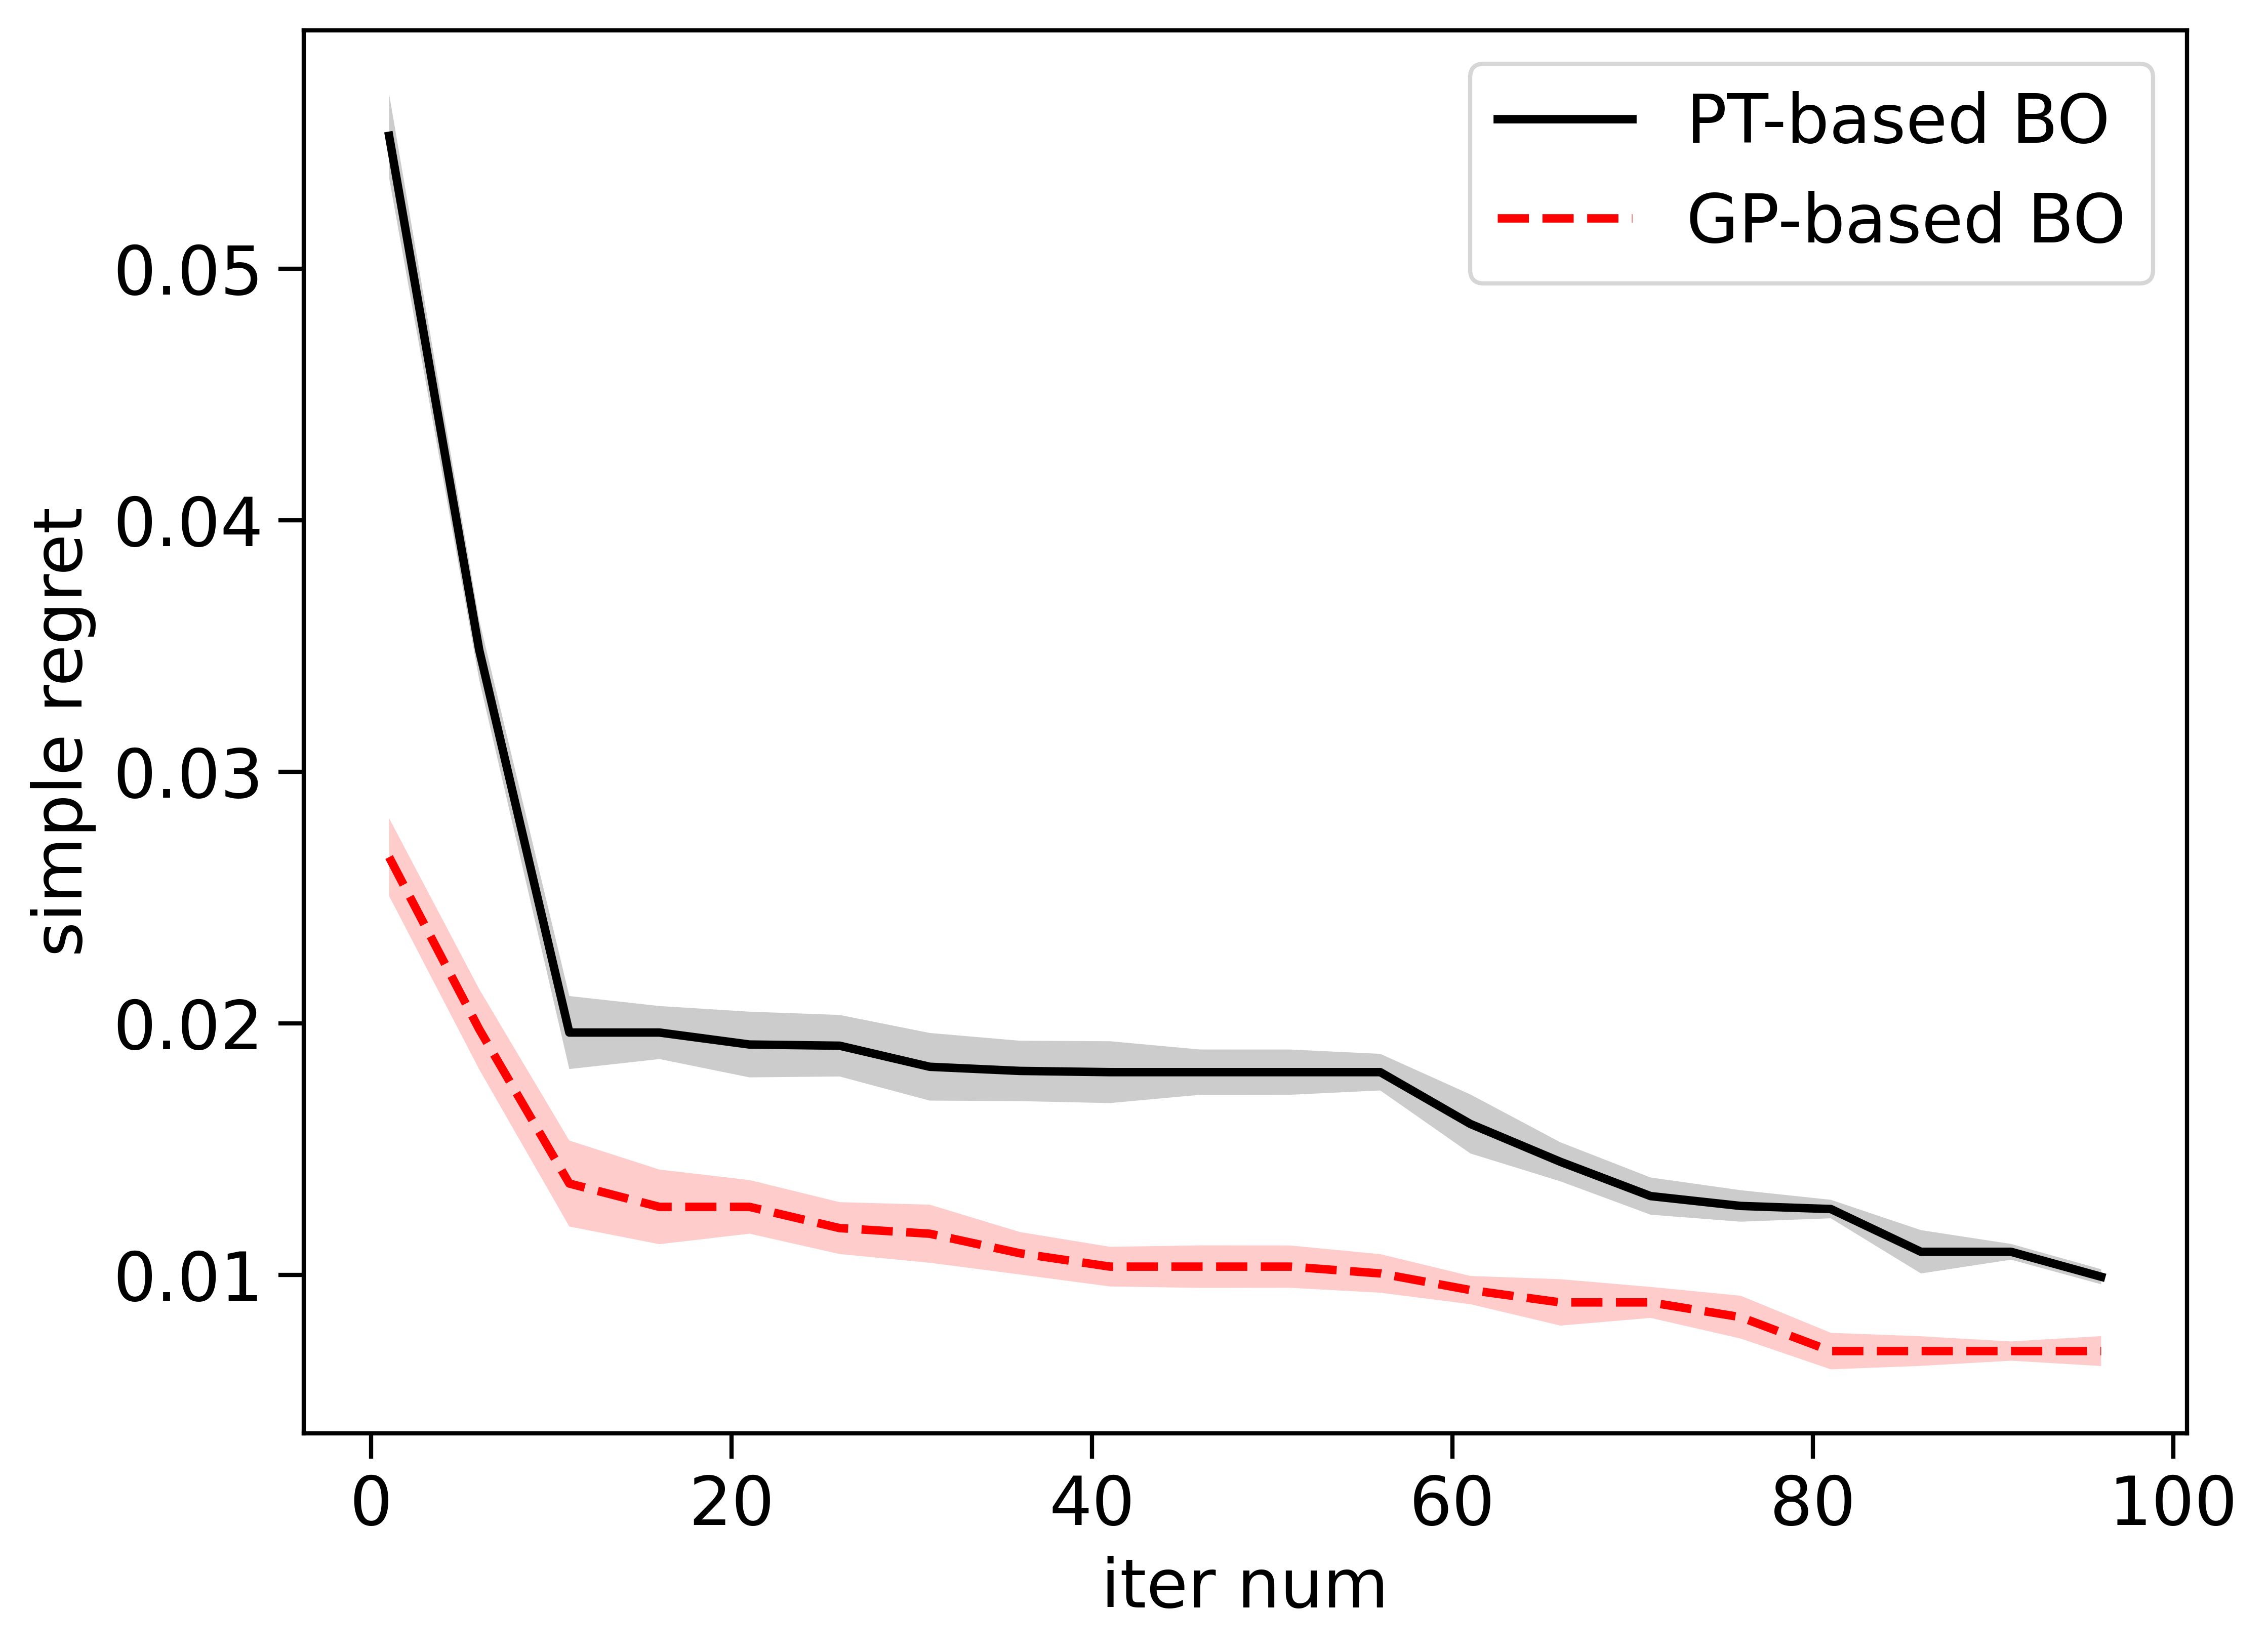 PT-based BO
GP-based BO
0.05
0.04
0.03
0.02
0.01
simple regret
0
20
40
60
80
100
iter num